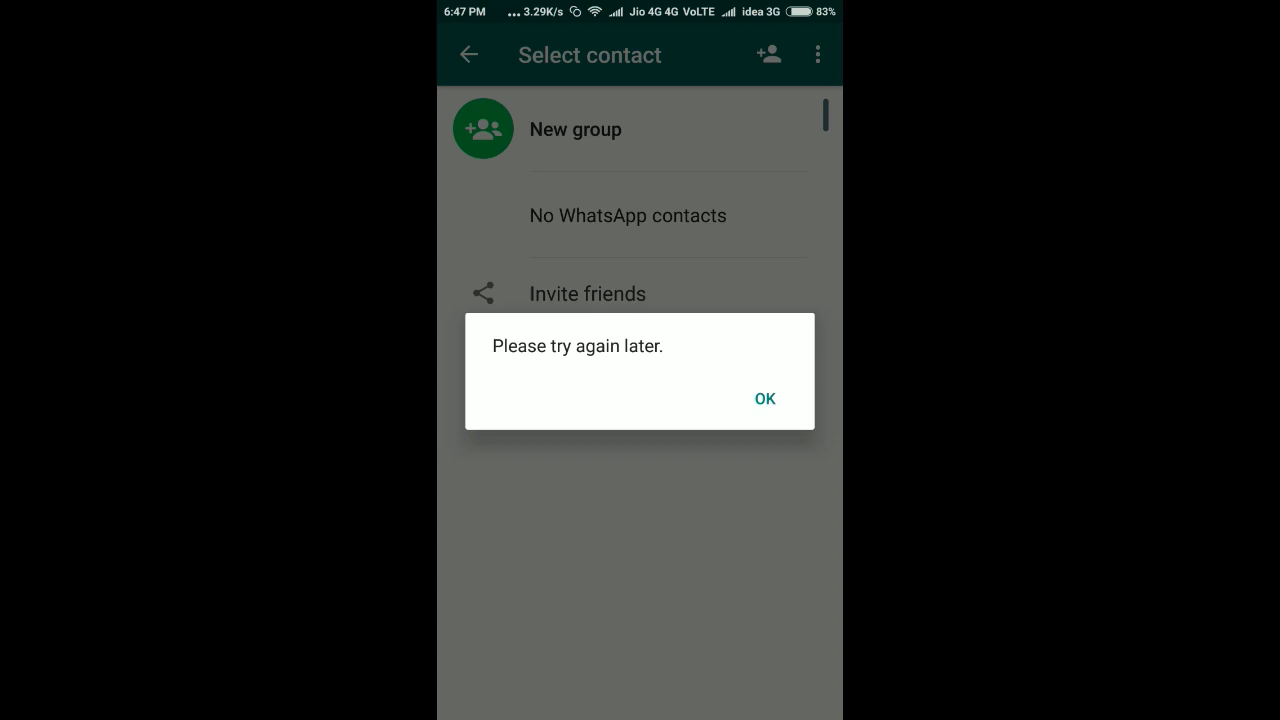 6:47 PM ... 3.29K/s Jio 4G 4G VoLTE idea 3G 83%
Select contact
New group
No WhatsApp contacts
Invite friends
Please try again later.
OK